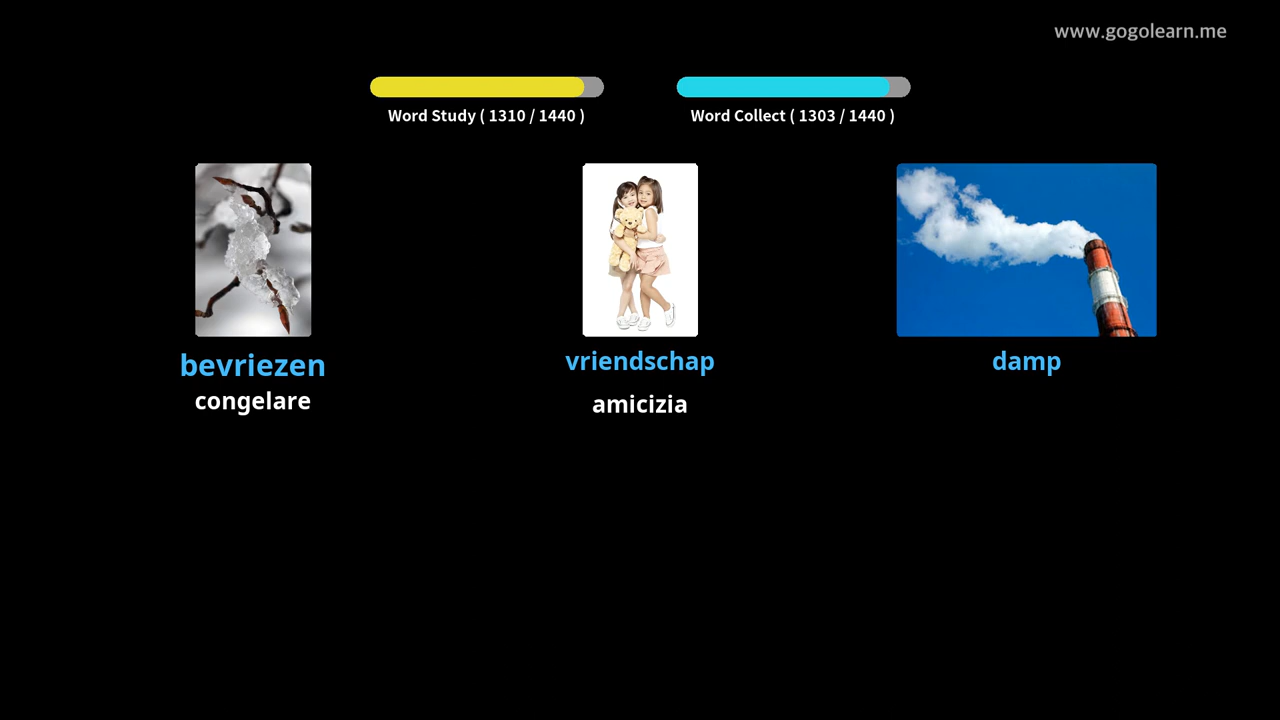 www.gogolearn.me
Word Study ( 1310 / 1440 )
Word Collect ( 1303 / 1440 )
bevriezen
congelare
vriendschap
amicizia
damp